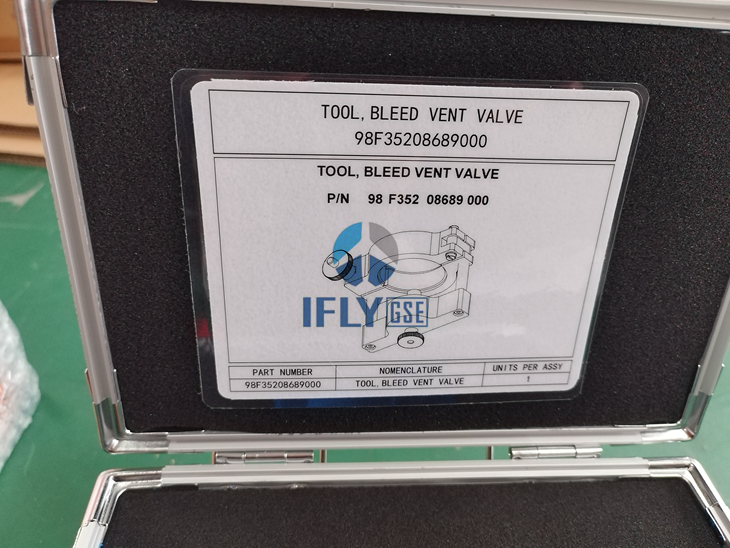 TOOL, BLEED VENT VALVE
98F35208689000
TOOL, BLEED VENT VALVE
P/N 98 F352 08689 000
IFLY GSE
PART NUMBER NOMENCLATURE UNITS PER ASSY
98F35208689000 TOOL, BLEED VENT VALVE 1